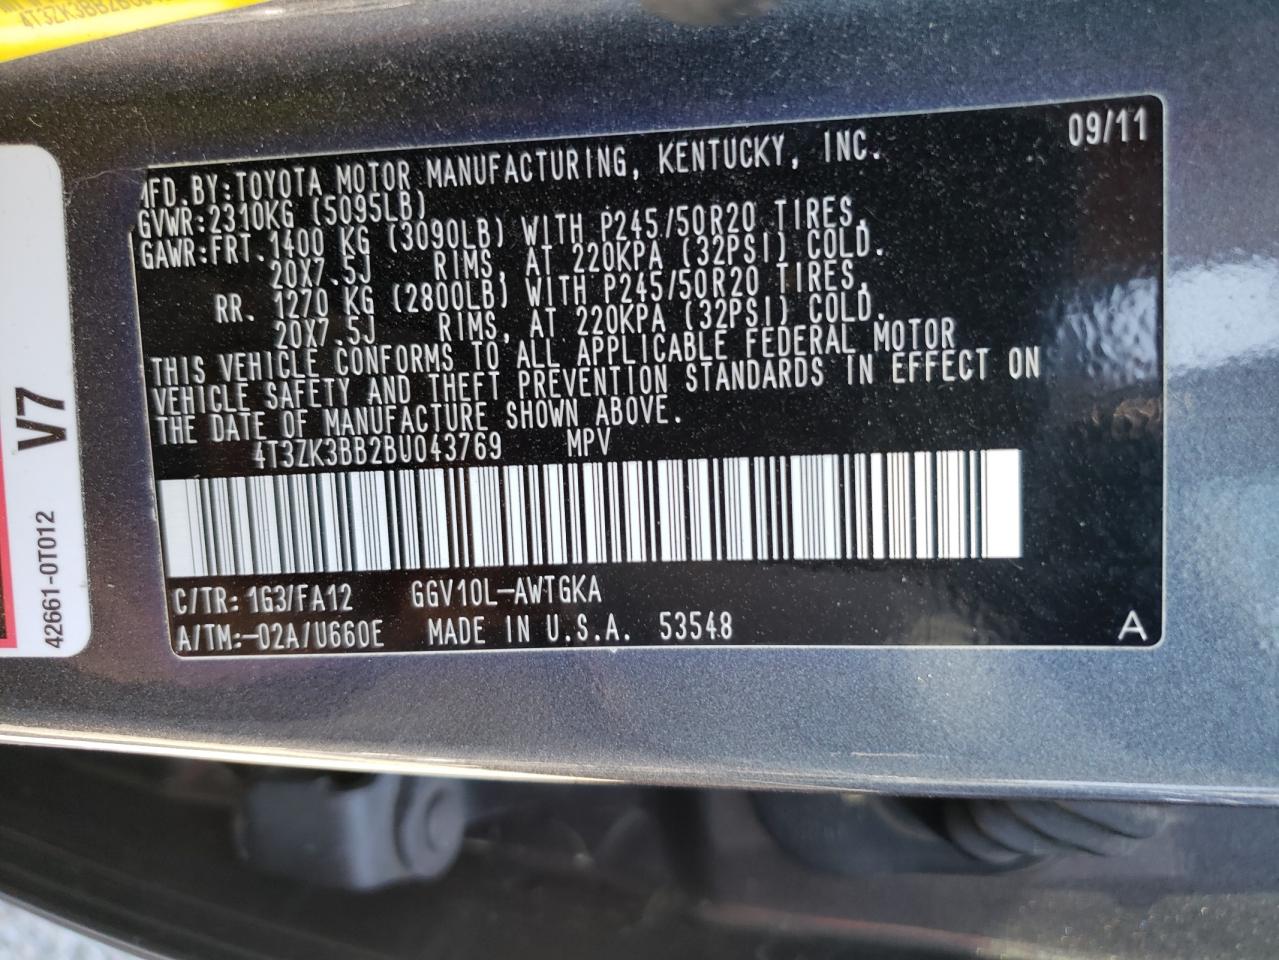 4T3ZK3BB2BU0
09/11
MFD.BY:TOYOTA MOTOR MANUFACTURING, KENTUCKY, INC.
GVWR:2310KG (5095LB)
GAWR:FRT.1400 KG (3090LB) WITH P245/50R20 TIRES,
20X7.5J RIMS, AT 220KPA (32PSI) COLD.
RR. 1270 KG (2800LB) WITH P245/50R20 TIRES,
20X7.5J RIMS, AT 220KPA (32PSI) COLD.
THIS VEHICLE CONFORMS TO ALL APPLICABLE FEDERAL MOTOR
VEHICLE SAFETY AND THEFT PREVENTION STANDARDS IN EFFECT ON
THE DATE OF MANUFACTURE SHOWN ABOVE.
4T3ZK3BB2BU043769 MPV
C/TR: 1G3/FA12 GGV10L-AWTGKA
A/TM:-02A/U660E MADE IN U.S.A. 53548
A
V7
42661-0T012